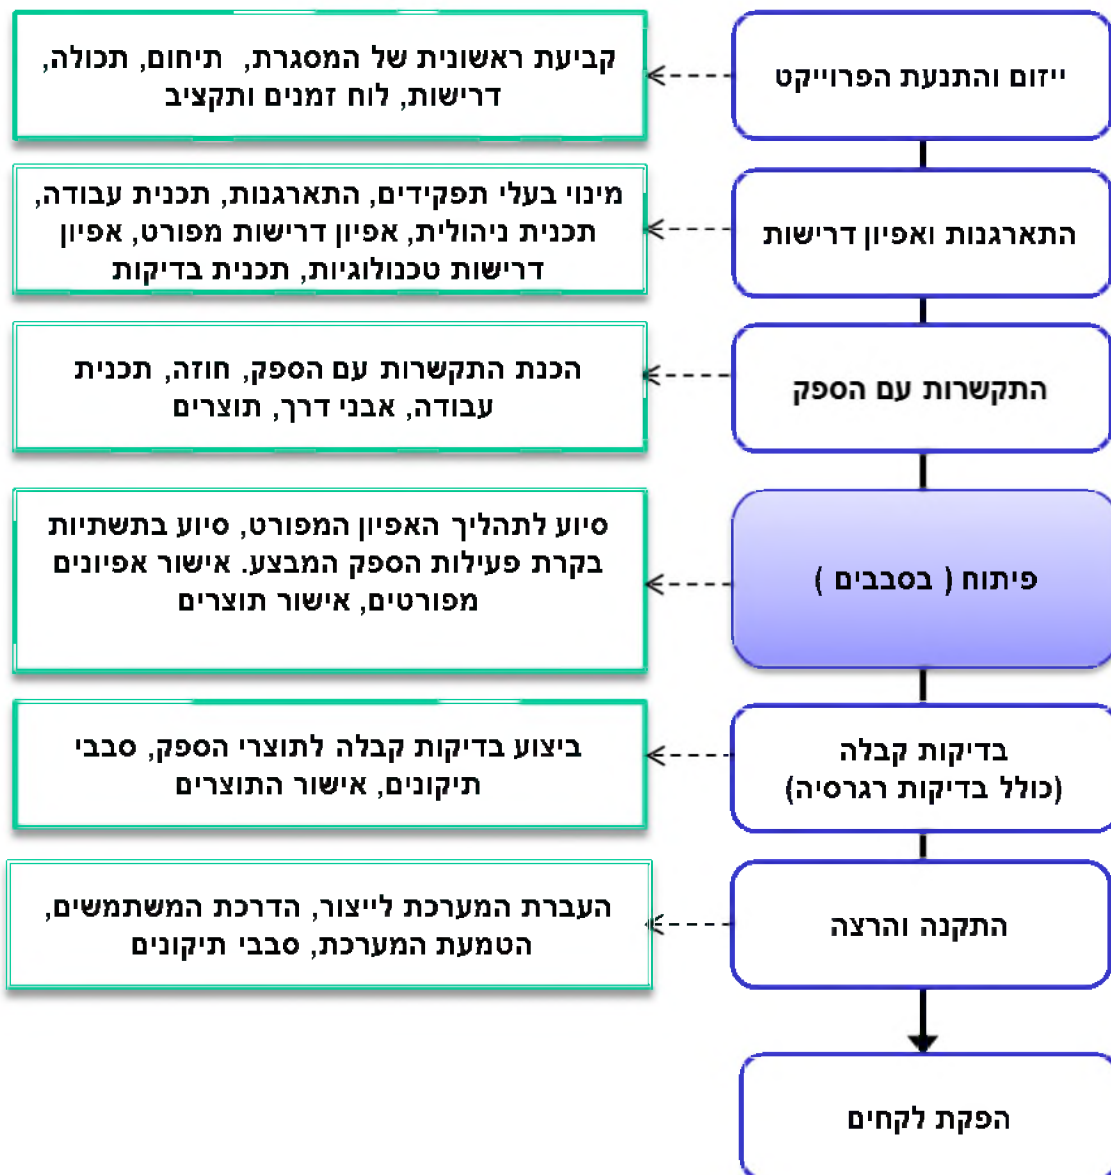 ייזום והתנעת הפרוייקט
קביעת ראשונית של המסגרת, תיחום, תכולה,
דרישות, לוח זמנים ותקציב
התארגנות ואפיון דרישות
מינוי בעלי תפקידים, התארגנות, תכנית עבודה,
תכנית ניהולית, אפיון דרישות מפורט, אפיון
דרישות טכנולוגיות, תכנית בדיקות
התקשרות עם הספק
הכנת התקשרות עם הספק, חוזה, תכנית
עבודה, אבני דרך, תוצרים
פיתוח ( בסבבים )
סיוע לתהליך האפיון המפורט, סיוע בתשתיות
בקרת פעילות הספק המבצע. אישור אפיונים
מפורטים, אישור תוצרים
בדיקות קבלה
(כולל בדיקות רגרסיה)
ביצוע בדיקות קבלה לתוצרי הספק, סבבי
תיקונים, אישור התוצרים
התקנה והרצה
העברת המערכת לייצור, הדרכת המשתמשים,
הטמעת המערכת, סבבי תיקונים
הפקת לקחים